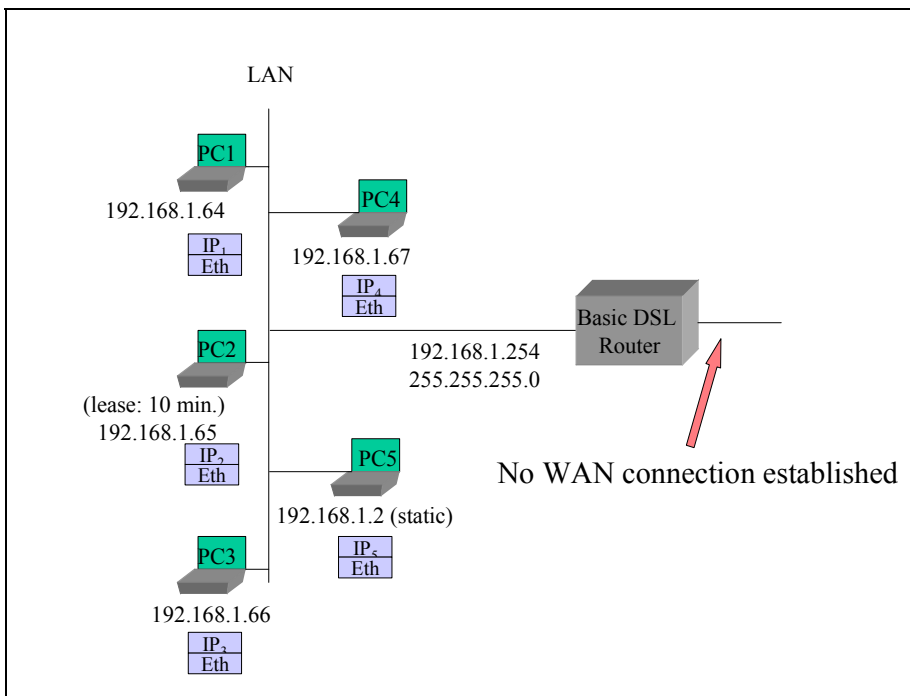 LAN
PC1
192.168.1.64
IP1
Eth
PC4
192.168.1.67
IP4
Eth
Basic DSL
Router
192.168.1.254
255.255.255.0
PC2
(lease: 10 min.)
192.168.1.65
IP2
Eth
No WAN connection established
PC5
192.168.1.2 (static)
IP5
Eth
PC3
192.168.1.66
IP3
Eth